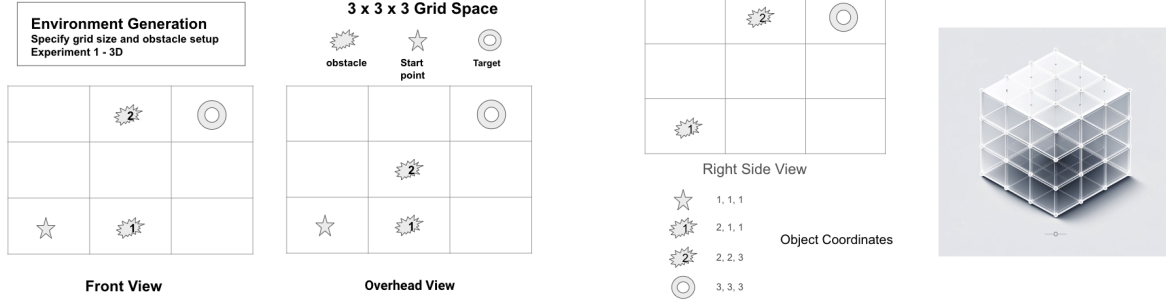 Environment Generation
Specify grid size and obstacle setup
Experiment 1 - 3D
3 x 3 x 3 Grid Space
obstacle
Start
point
Target
2
2
1
1
Front View
Overhead View
2
1
Right Side View
1, 1, 1
1 2, 1, 1
2 2, 2, 3
3, 3, 3
Object Coordinates